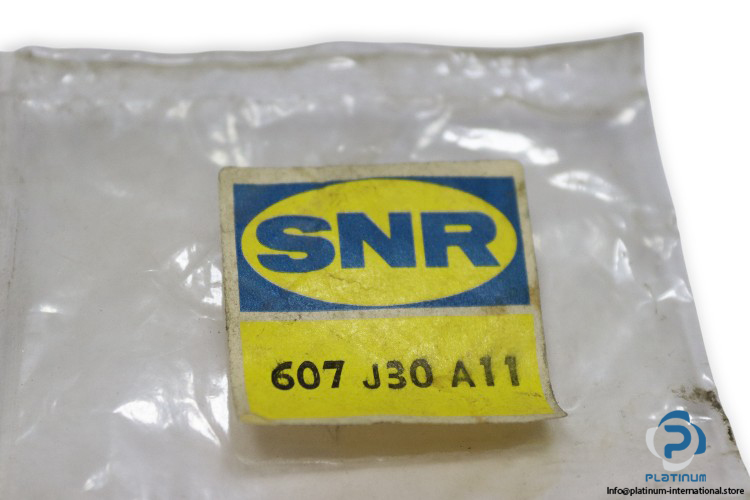 SNR
607 J30 A11
PLATINUM
Info@platinum-international.store